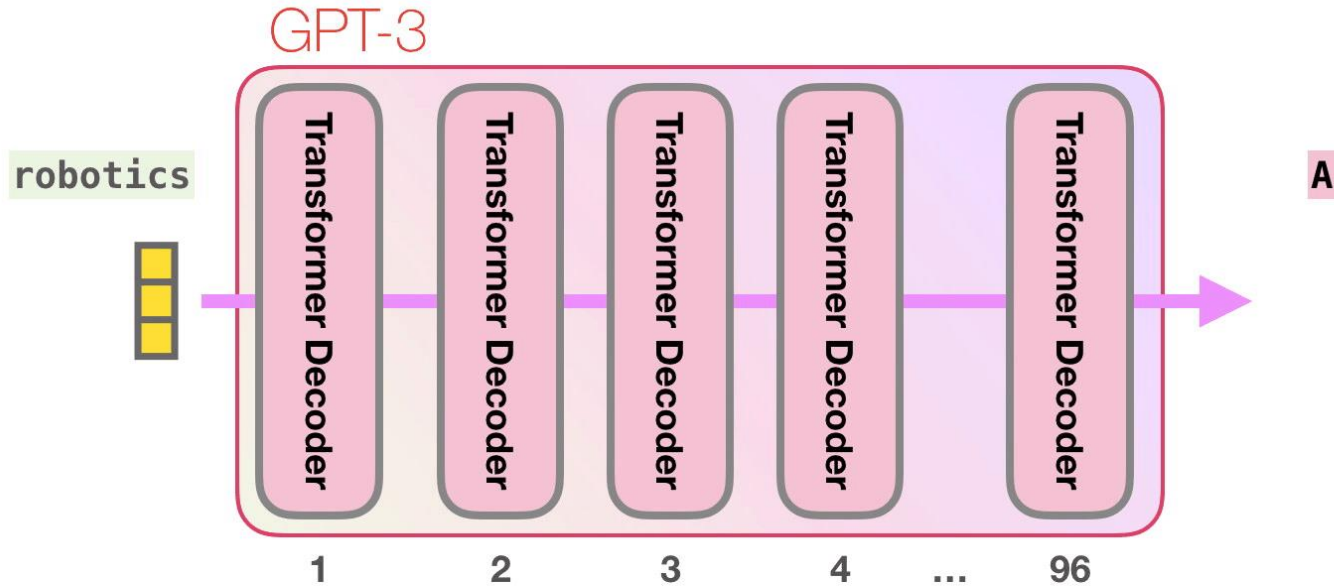 GPT-3
robotics
Transformer Decoder
Transformer Decoder
Transformer Decoder
Transformer Decoder
Transformer Decoder
A
1 2 3 4 ... 96